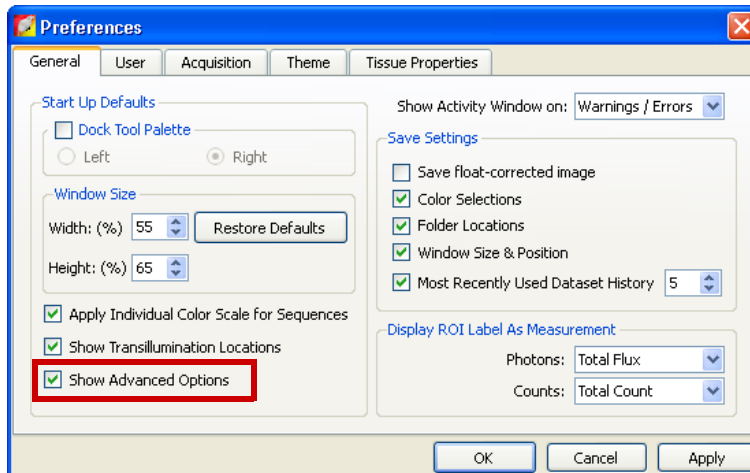 Preferences
General User Acquisition Theme Tissue Properties
Start Up Defaults
Dock Tool Palette
Left Right
Window Size
Width: (%) 55 Restore Defaults
Height: (%) 65
Apply Individual Color Scale for Sequences
Show Transillumination Locations
Show Advanced Options
Show Activity Window on: Warnings / Errors
Save Settings
Save float-corrected image
Color Selections
Folder Locations
Window Size & Position
Most Recently Used Dataset History 5
Display ROI Label As Measurement
Photons: Total Flux
Counts: Total Count
OK Cancel Apply